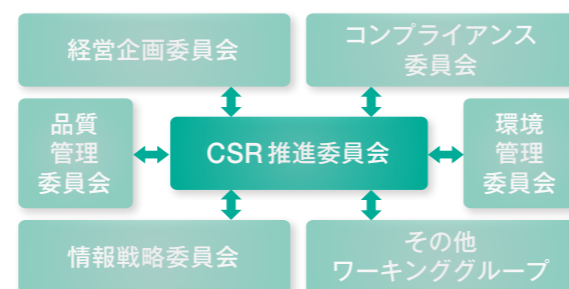 経営企画委員会
コンプライアンス
委員会
品質
管理
委員会
CSR推進委員会
環境
管理
委員会
情報戦略委員会
その他
ワーキンググループ